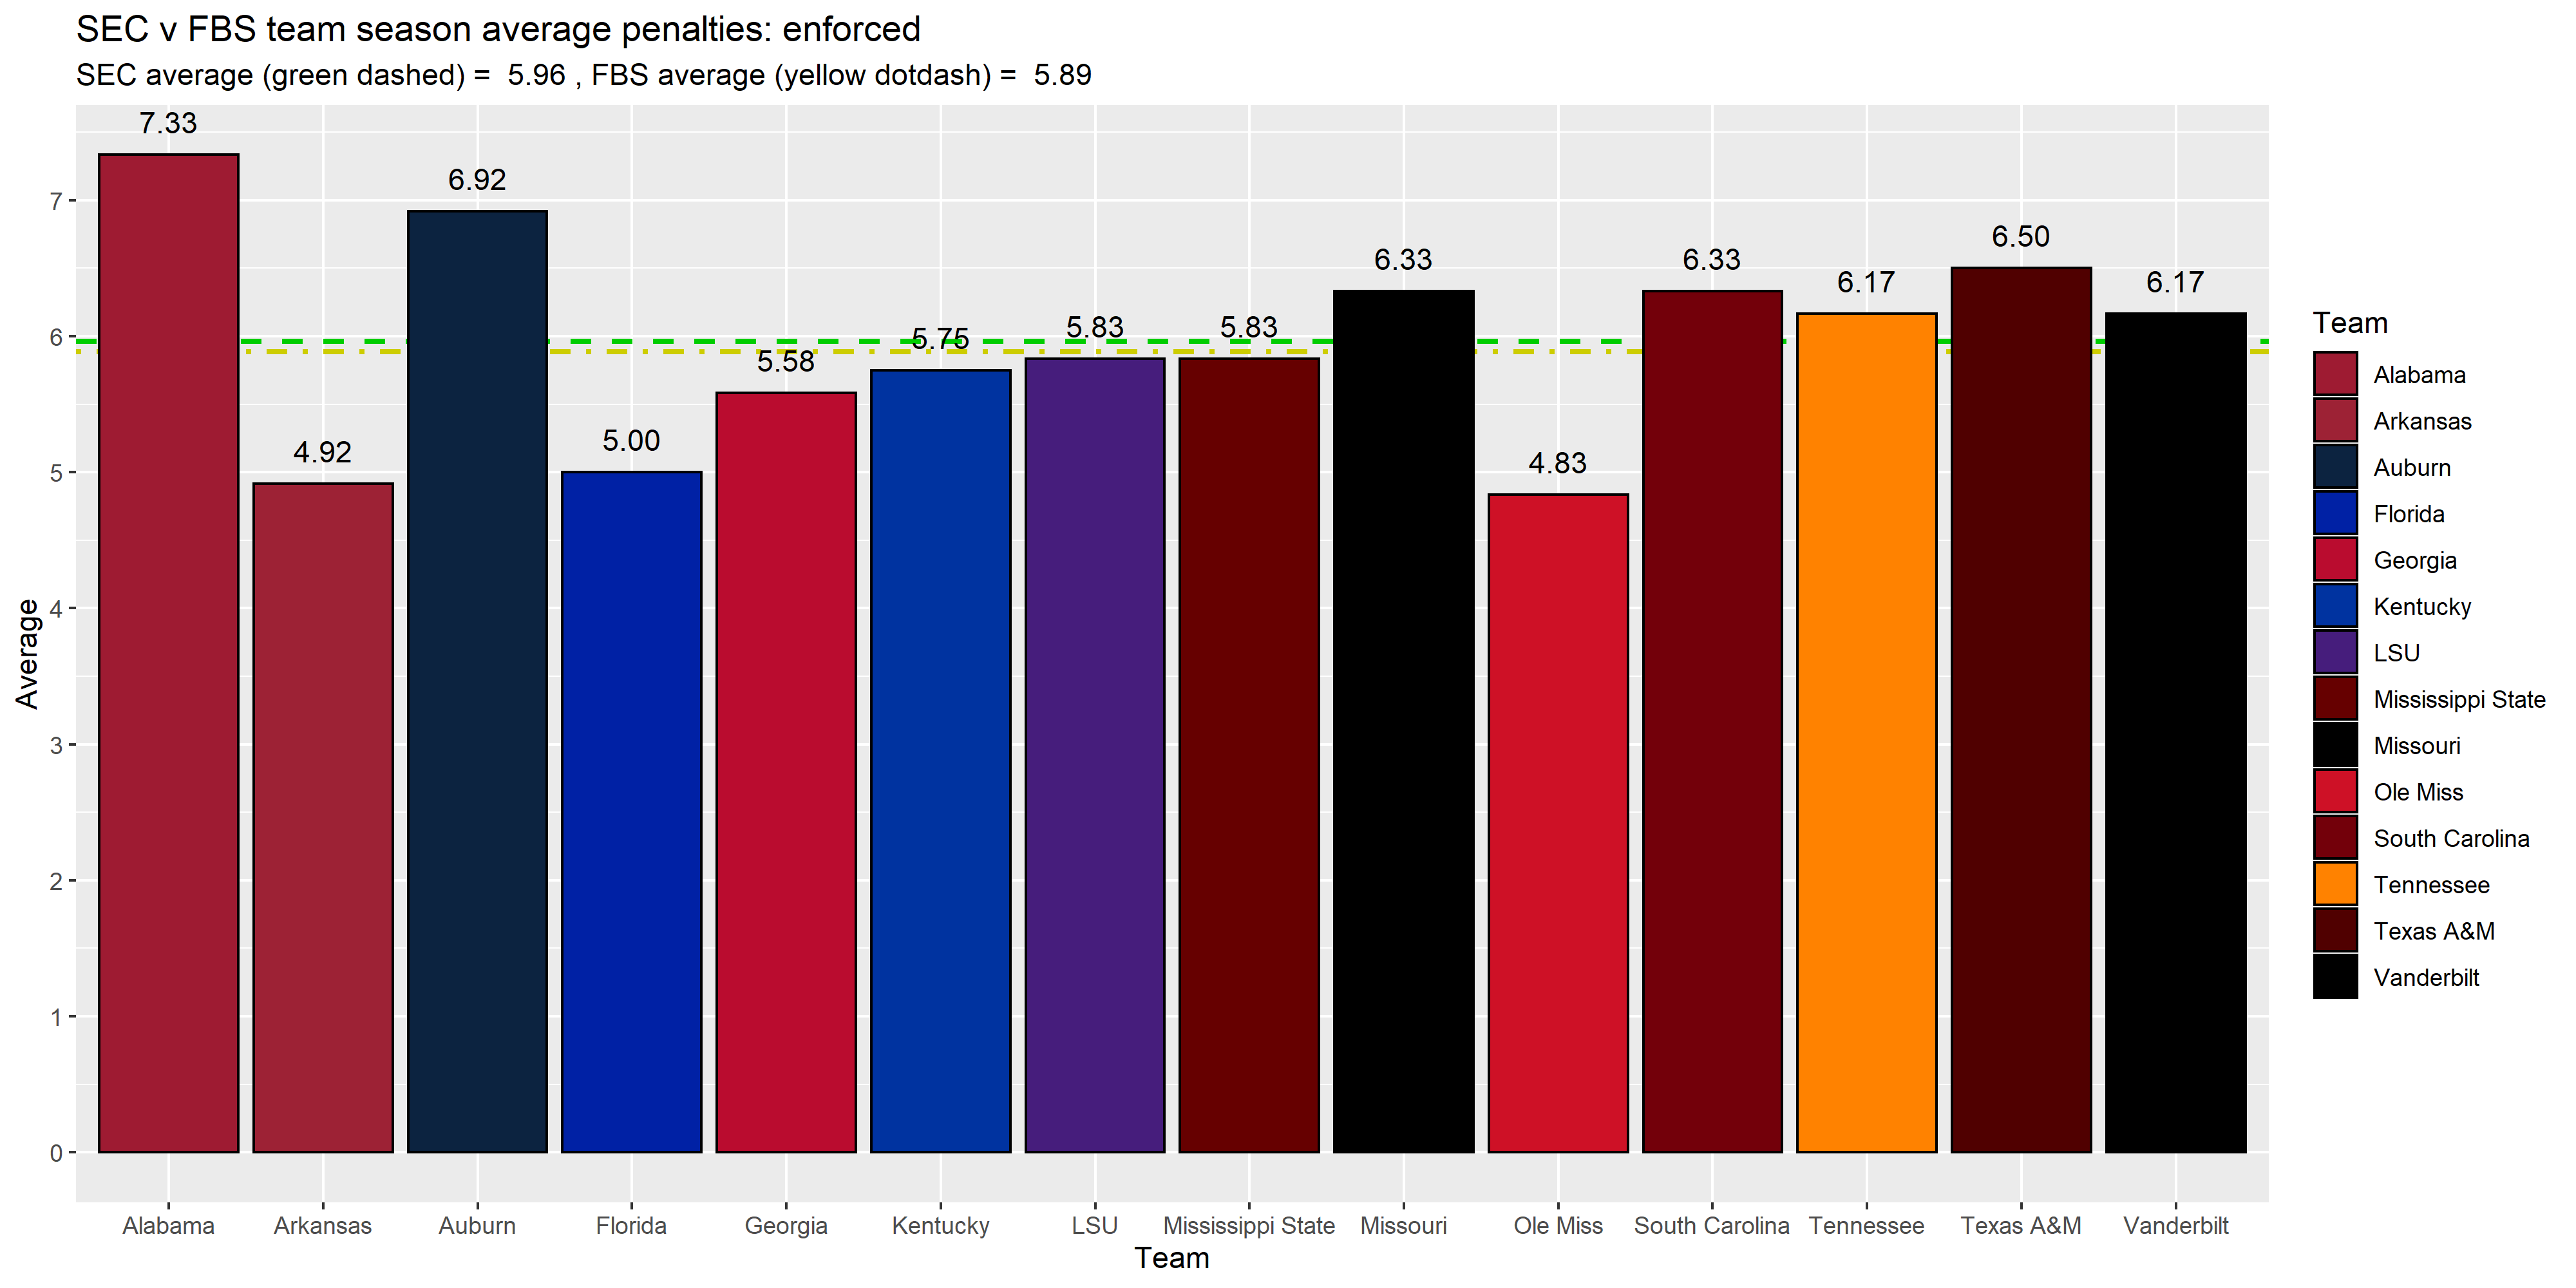 SEC v FBS team season average penalties: enforced
SEC average (green dashed) =  5.96 , FBS average (yellow dotdash) =  5.89
7.33
6.92
6.50
6.33
6.33
6.17
6.17
5.83
5.83
5.75
5.58
5.00
4.92
4.83
7
6
5
4
3
2
1
0
Average
Alabama Arkansas Auburn Florida Georgia Kentucky LSU Mississippi State Missouri Ole Miss South Carolina Tennessee Texas A&M Vanderbilt
Team
Team
Alabama
Arkansas
Auburn
Florida
Georgia
Kentucky
LSU
Mississippi State
Missouri
Ole Miss
South Carolina
Tennessee
Texas A&M
Vanderbilt